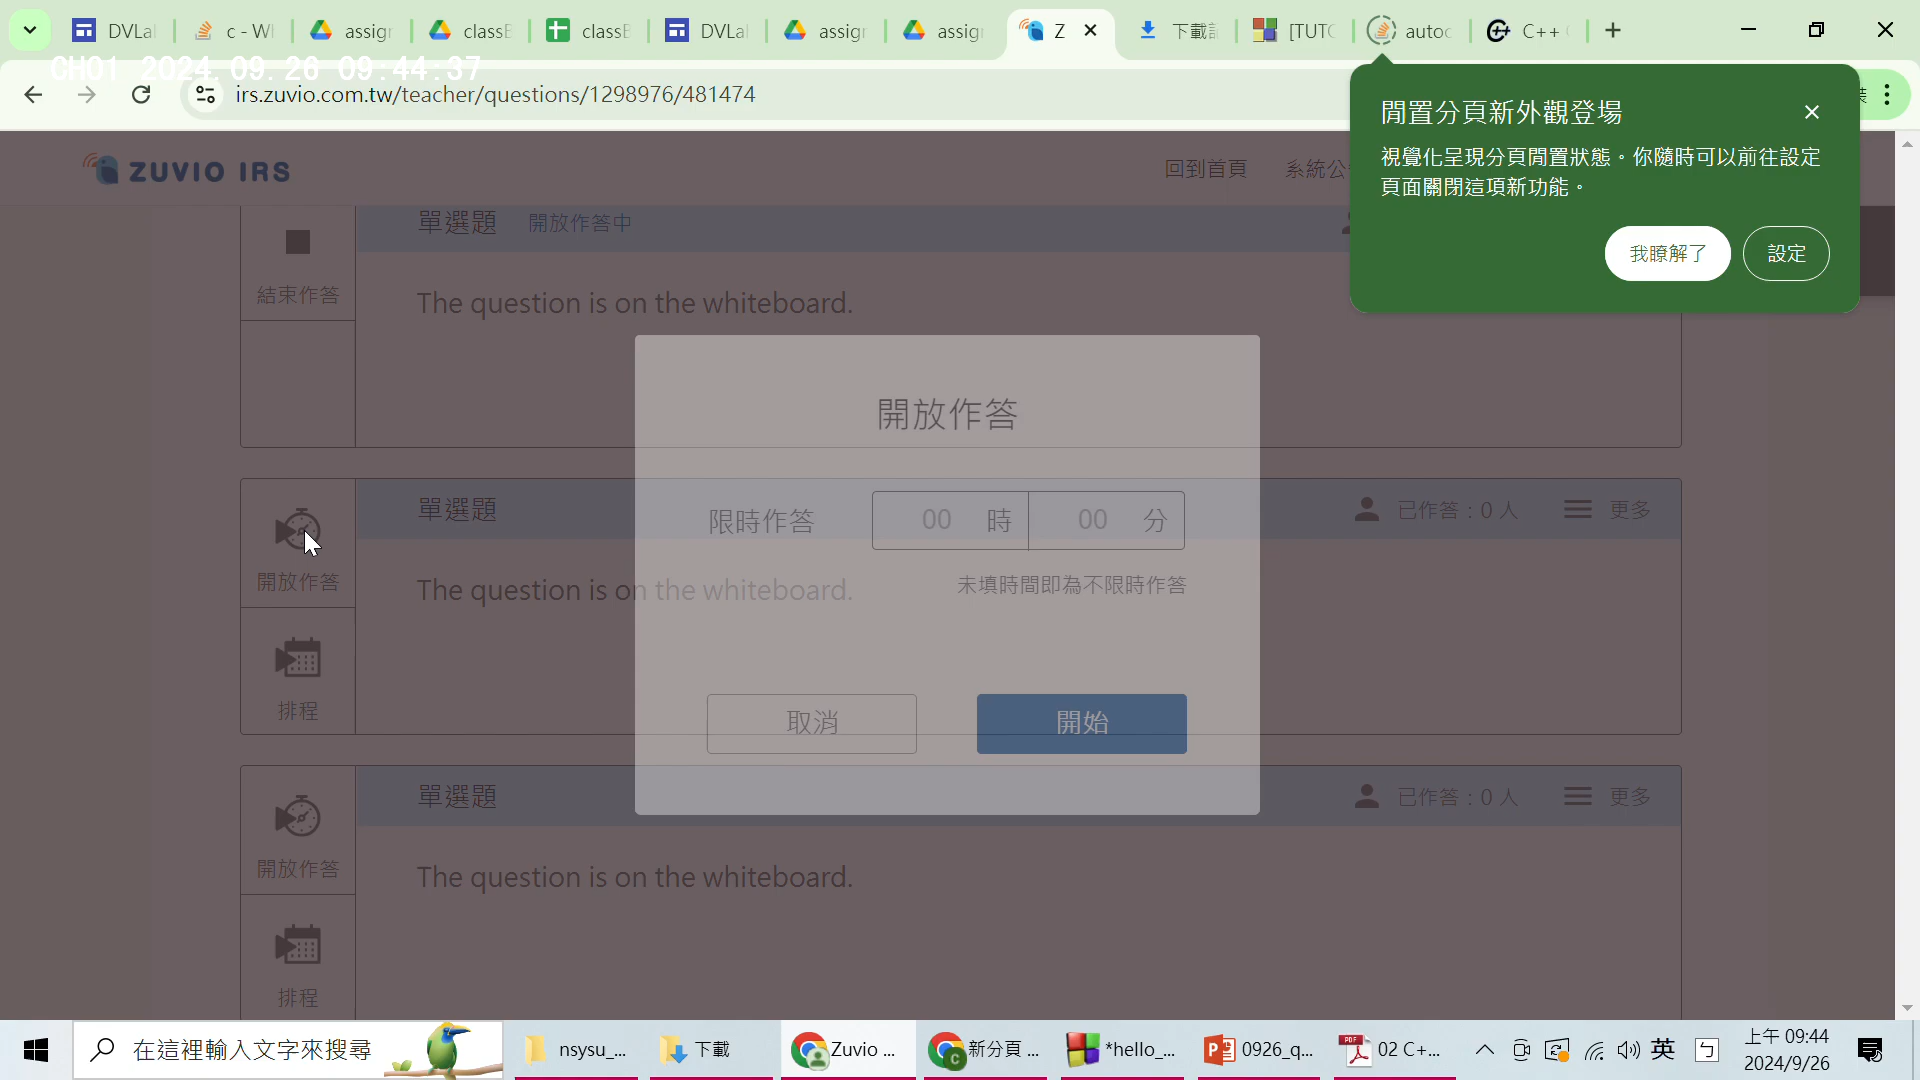 DVLa
c - W
assig
classE
classE
DVLa
assig
assig
Z
下載
[TUTC
autoc
C++
CH01 2024.09.26 09:44:37
irs.zuvio.com.tw/teacher/questions/1298976/481474
閒置分頁新外觀登場
視覺化呈現分頁閒置狀態。你隨時可以前往設定
頁面關閉這項新功能。
我瞭解了
設定
ZUVIO IRS
回到首頁
系統公
單選題
開放作答中
結束作答
The question is on the whiteboard.
開放作答
限時作答
00 時
00 分
未填時間即為不限時作答
取消
開始
單選題
已作答：0 人
更多
開放作答
The question is on the whiteboard.
排程
單選題
已作答：0 人
更多
開放作答
The question is on the whiteboard.
排程
在這裡輸入文字來搜尋
nsysu_...
下載
Zuvio ...
新分頁 ...
*hello_...
0926_q...
02 C+...
英
ㄅ
上午 09:44
2024/9/26